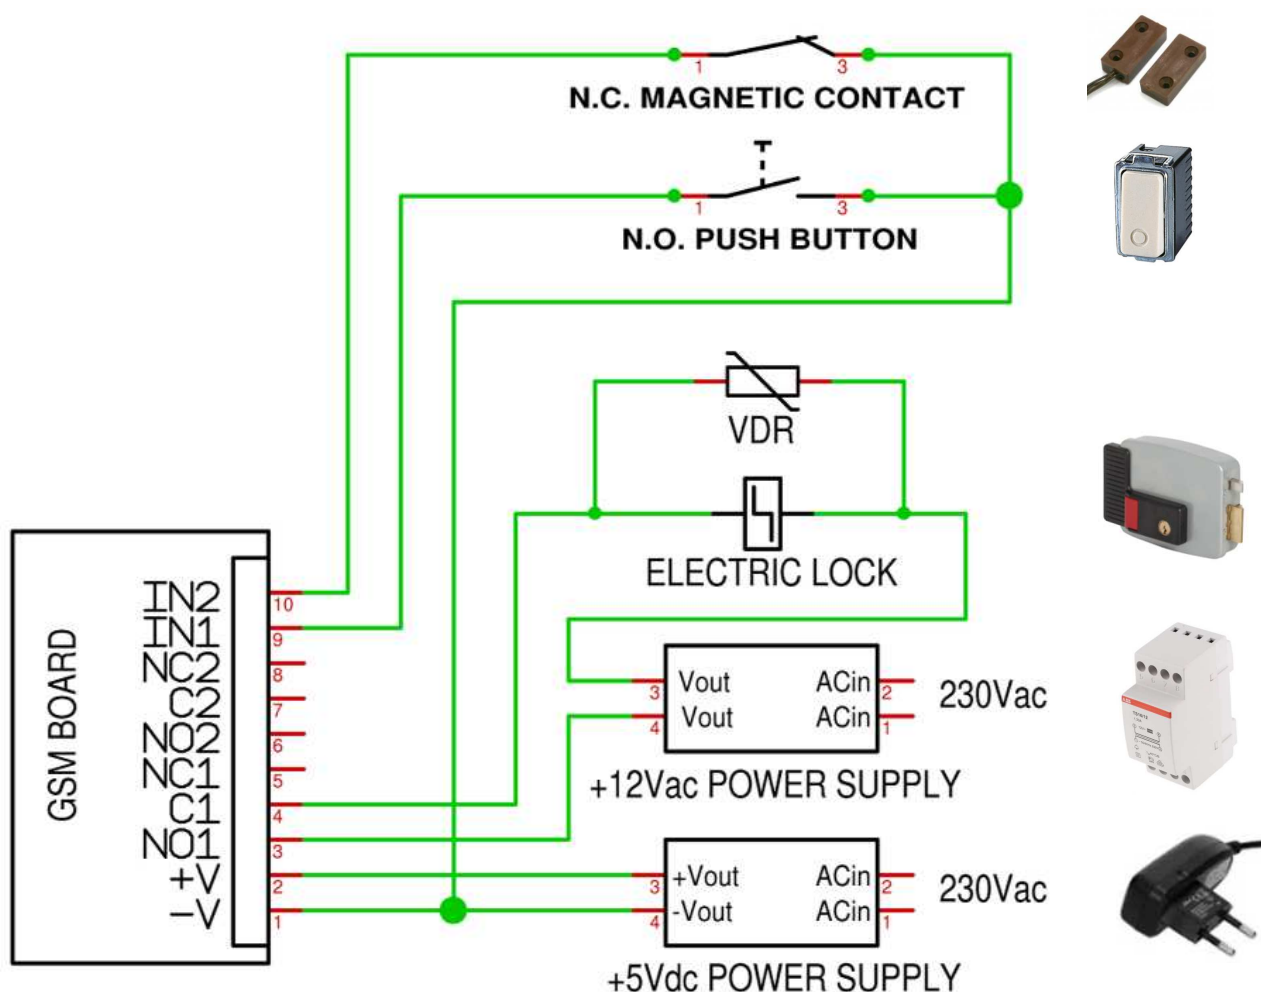 1 3
N.C. MAGNETIC CONTACT
1 3
N.O. PUSH BUTTON
VDR
ELECTRIC LOCK
GSM BOARD
IN2 10
IN1 9
NC2 8
C2 7
NO2 6
NC1 5
C1 4
NO1 3
+V 2
-V 1
3 Vout ACin 2
4 Vout ACin 1
230Vac
+12Vac POWER SUPPLY
3 +Vout ACin 2
4 -Vout ACin 1
230Vac
+5Vdc POWER SUPPLY
ABB